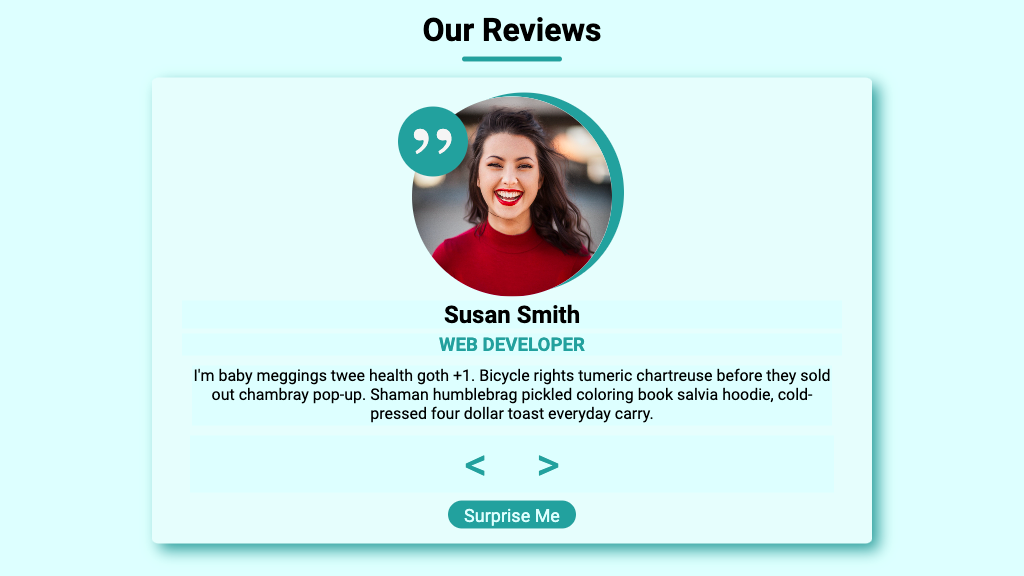 Our Reviews
”
Susan Smith
WEB DEVELOPER
I'm baby meggings twee health goth +1. Bicycle rights tumeric chartreuse before they sold
out chambray pop-up. Shaman humblebrag pickled coloring book salvia hoodie, cold-
pressed four dollar toast everyday carry.
< >
Surprise Me